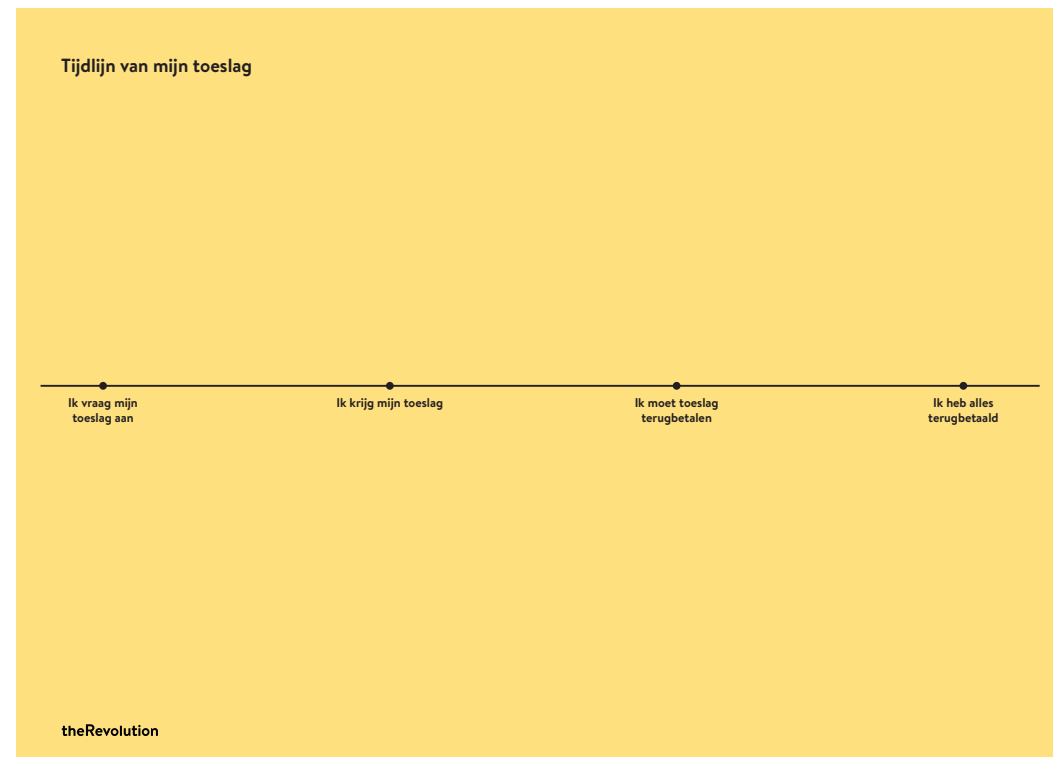 Tijdlijn van mijn toeslag
Ik vraag mijn
toeslag aan
Ik krijg mijn toeslag
Ik moet toeslag
terugbetalen
Ik heb alles
terugbetaald
theRevolution